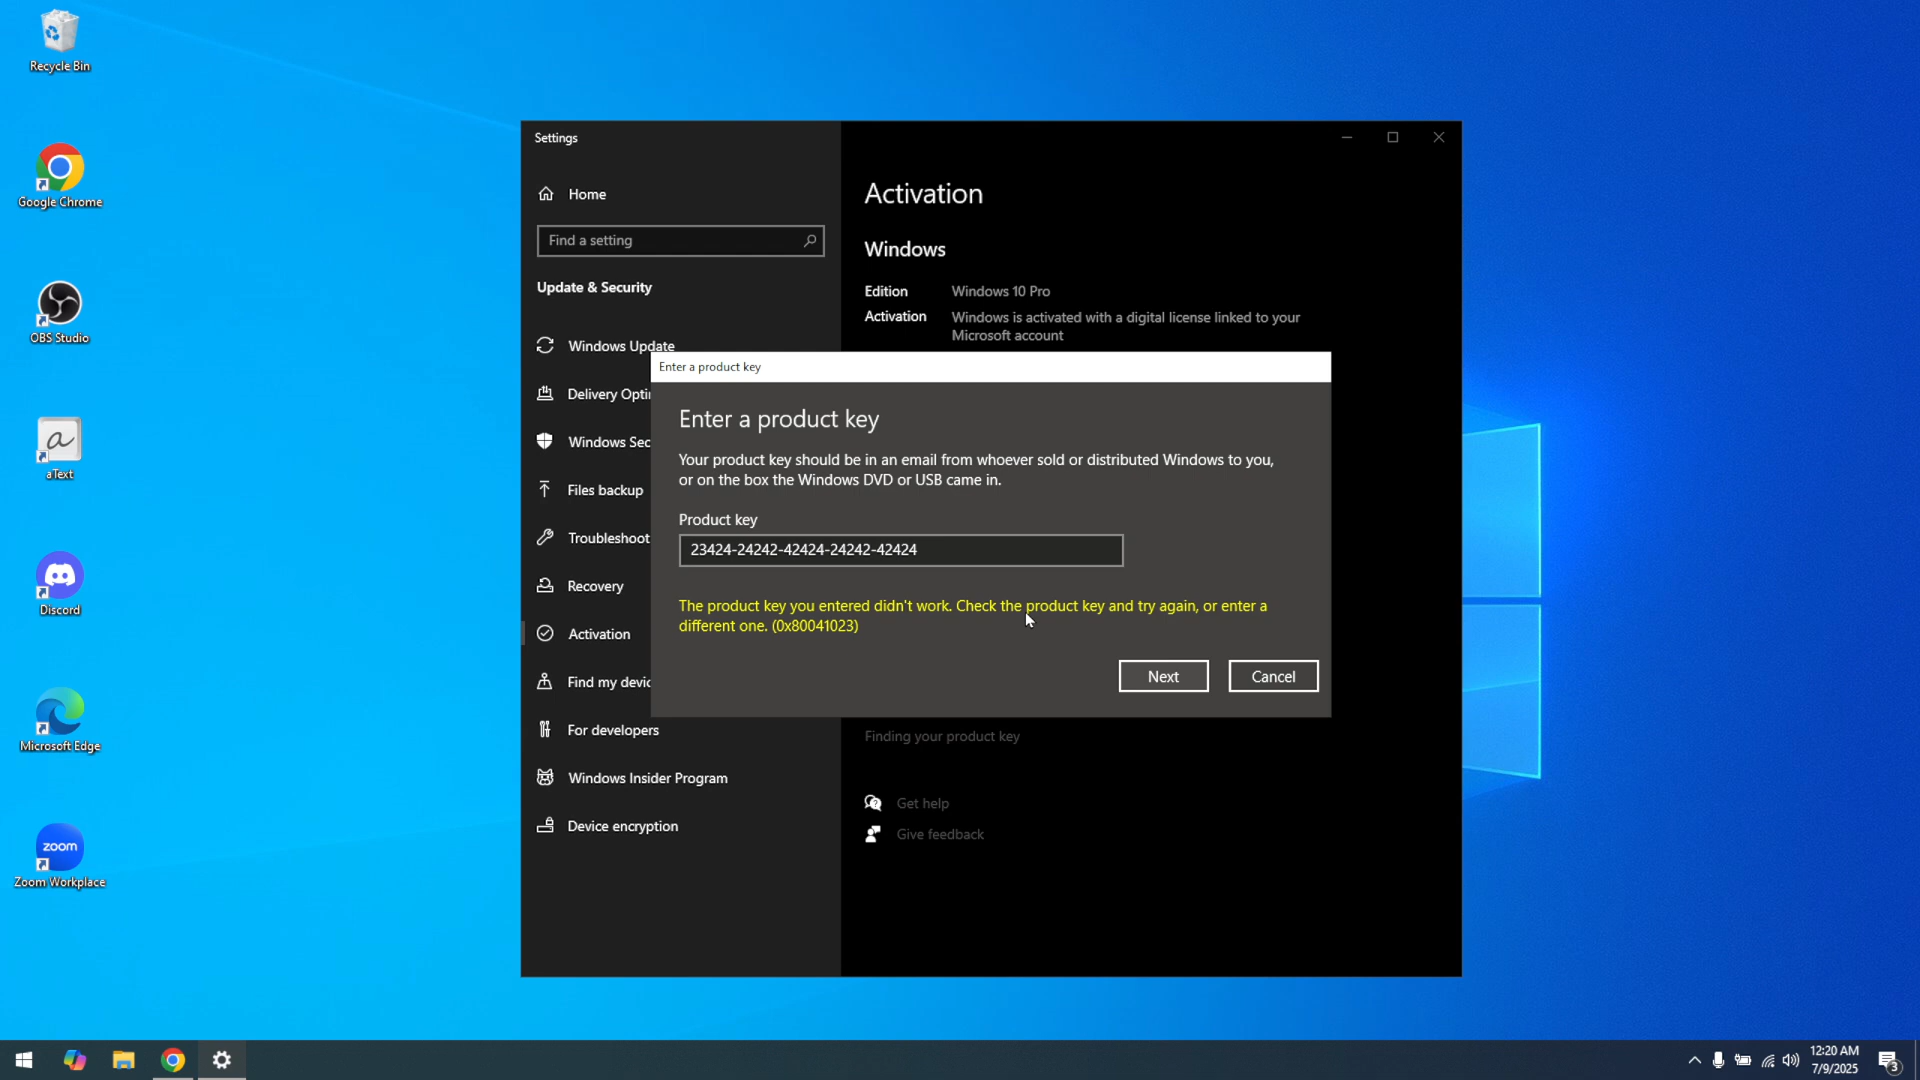 Recycle Bin
Google Chrome
OBS Studio
a
aText
Discord
Microsoft Edge
zoom
Zoom Workplace
Settings
Home
Find a setting
Update & Security
Windows Update
Delivery Opti
Windows Sec
Files backup
Troubleshoot
Recovery
Activation
Find my devic
For developers
Windows Insider Program
Device encryption
Activation
Windows
Edition Windows 10 Pro
Activation Windows is activated with a digital license linked to your
Microsoft account
Enter a product key
Enter a product key
Your product key should be in an email from whoever sold or distributed Windows to you,
or on the box the Windows DVD or USB came in.
Product key
23424-24242-42424-24242-42424
The product key you entered didn't work. Check the product key and try again, or enter a
different one. (0x80041023)
Next Cancel
Finding your product key
Get help
Give feedback
12:20 AM
7/9/2025
3